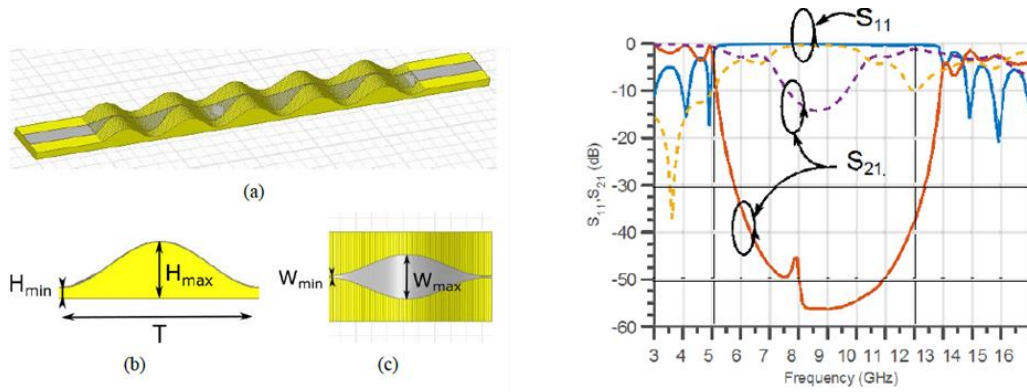 (a)
H_min
H_max
T
(b)
W_min
W_max
(c)
S_11
S_21.
S_11,S_21 (dB)
0
-10
-20
-30
-40
-50
-60
3 4 5 6 7 8 9 10 11 12 13 14 15 16
Frequency (GHz)